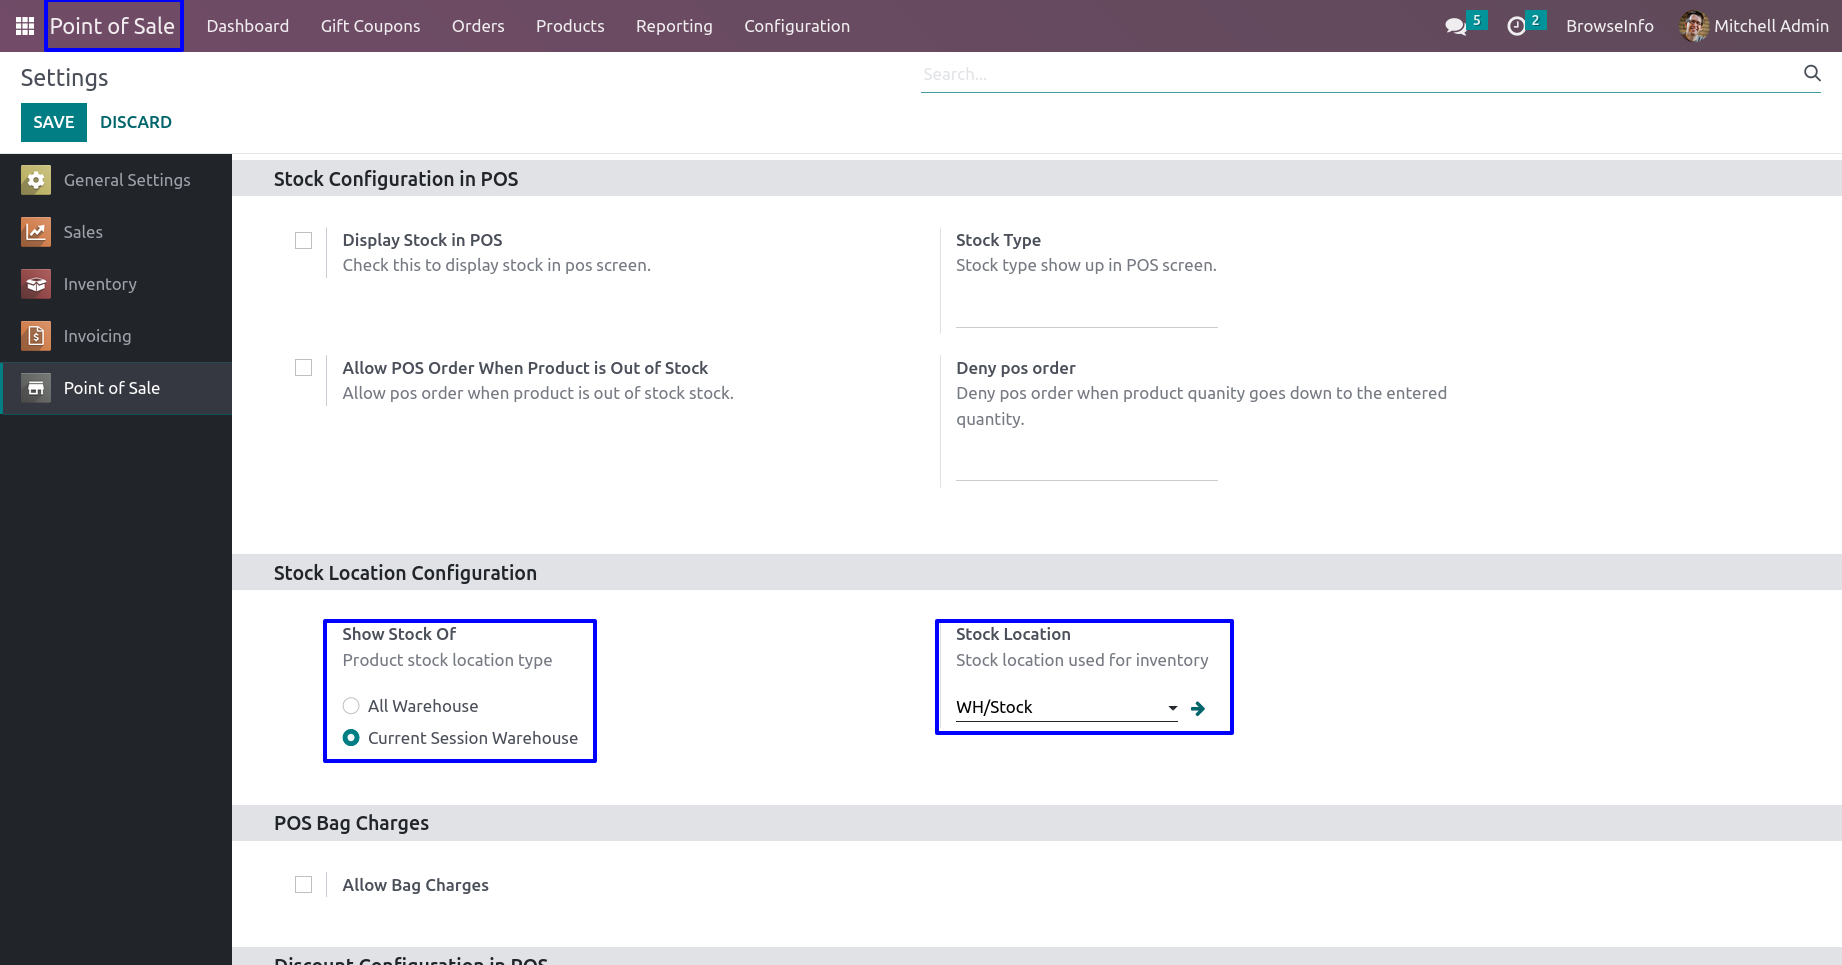 Point of Sale Dashboard Gift Coupons Orders Products Reporting Configuration 5 2 BrowseInfo Mitchell Admin
Settings
Search...
SAVE DISCARD
General Settings
Sales
Inventory
Invoicing
Point of Sale
Stock Configuration in POS
Display Stock in POS
Check this to display stock in pos screen.
Stock Type
Stock type show up in POS screen.
Allow POS Order When Product is Out of Stock
Allow pos order when product is out of stock stock.
Deny pos order
Deny pos order when product quanity goes down to the entered
quantity.
Stock Location Configuration
Show Stock Of
Product stock location type
All Warehouse
Current Session Warehouse
Stock Location
Stock location used for inventory
WH/Stock
POS Bag Charges
Allow Bag Charges
Discount Configuration in POS